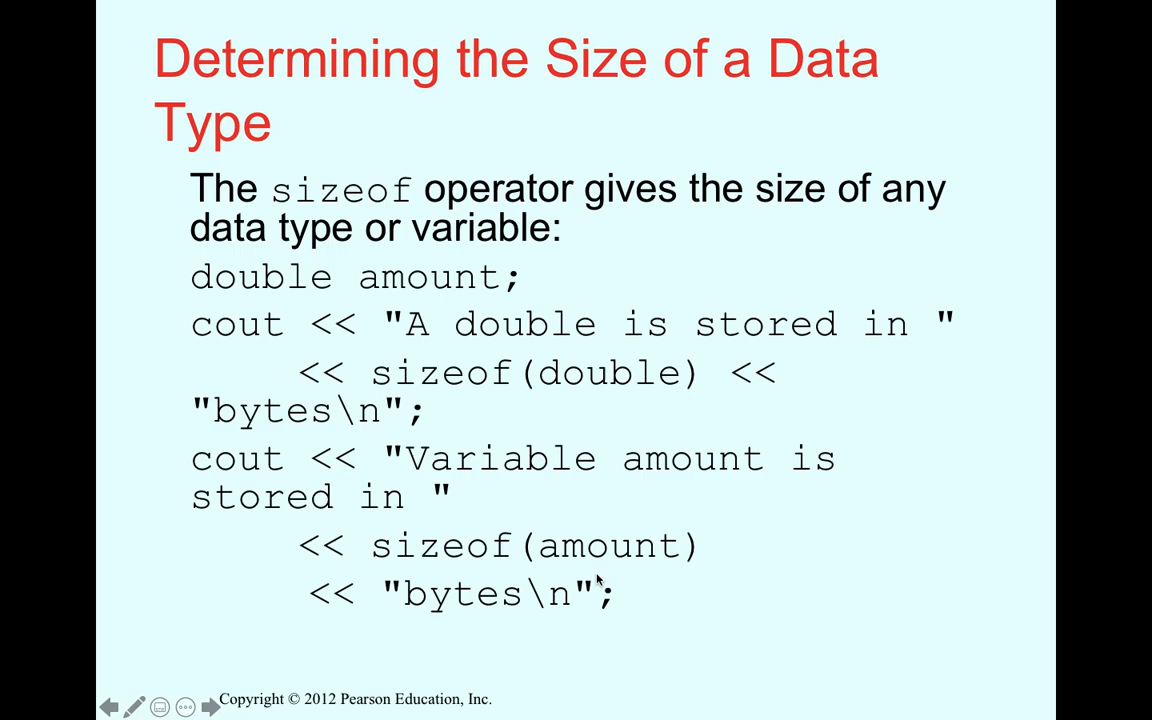 Determining the Size of a Data
Type
The sizeof operator gives the size of any
data type or variable:
double amount;
cout << "A double is stored in "
<< sizeof(double) <<
"bytes\n";
cout << "Variable amount is
stored in "
<< sizeof(amount)
<< "bytes\n";
Copyright © 2012 Pearson Education, Inc.